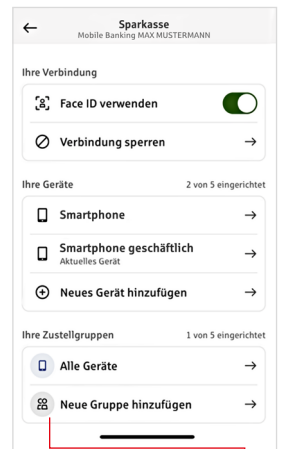 Sparkasse
Mobile Banking MAX MUSTERMANN
Ihre Verbindung
Face ID verwenden
Verbindung sperren
Ihre Geräte 2 von 5 eingerichtet
Smartphone
Smartphone geschäftlich
Aktuelles Gerät
Neues Gerät hinzufügen
Ihre Zustellgruppen 1 von 5 eingerichtet
Alle Geräte
Neue Gruppe hinzufügen